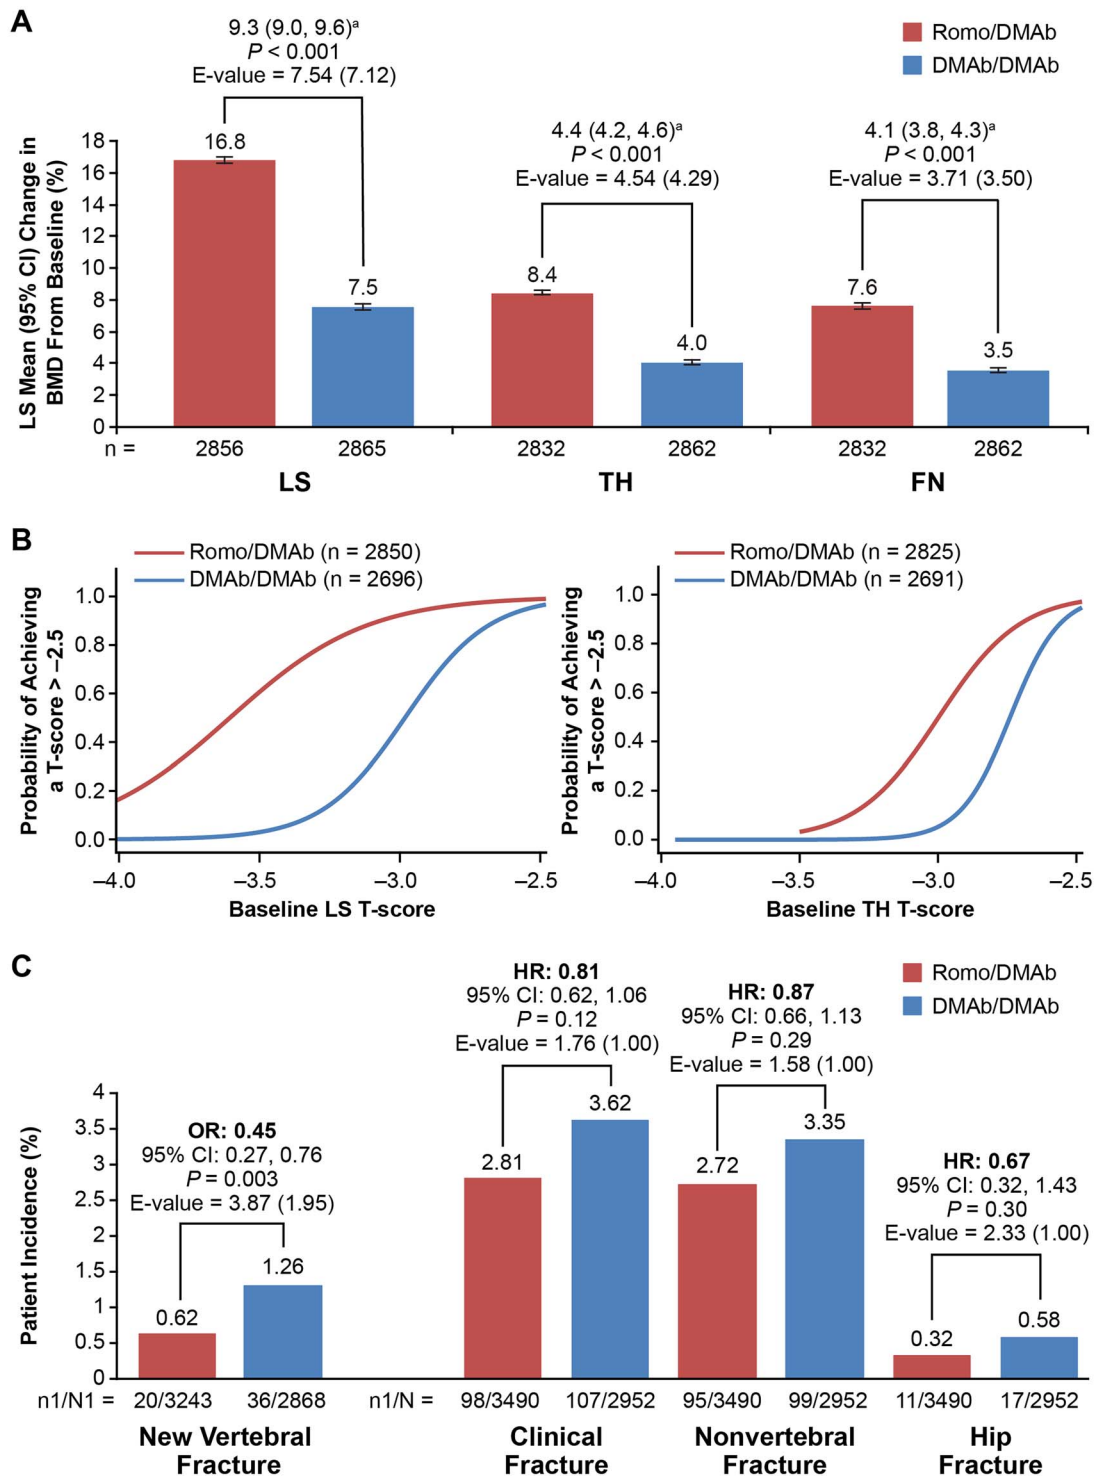 A
9.3 (9.0, 9.6)ª
P < 0.001
E-value = 7.54 (7.12)
4.4 (4.2, 4.6)ª
P < 0.001
E-value = 4.54 (4.29)
4.1 (3.8, 4.3)ª
P < 0.001
E-value = 3.71 (3.50)
Romo/DMAb
DMAb/DMAb
LS Mean (95% CI) Change in
BMD From Baseline (%)
18
16
14
12
10
8
6
4
2
0
16.8
7.5
8.4
4.0
7.6
3.5
n = 2856 2865 2832 2862 2832 2862
LS TH FN
B
Romo/DMAb (n = 2850)
DMAb/DMAb (n = 2696)
Probability of Achieving
a T-score > –2.5
1.0
0.8
0.6
0.4
0.2
0.0
–4.0 –3.5 –3.0 –2.5
Baseline LS T-score
Romo/DMAb (n = 2825)
DMAb/DMAb (n = 2691)
Probability of Achieving
a T-score > –2.5
1.0
0.8
0.6
0.4
0.2
0.0
–4.0 –3.5 –3.0 –2.5
Baseline TH T-score
C
Romo/DMAb
DMAb/DMAb
Patient Incidence (%)
4
3.5
3
2.5
2
1.5
1
0.5
0
OR: 0.45
95% CI: 0.27, 0.76
P = 0.003
E-value = 3.87 (1.95)
0.62
1.26
HR: 0.81
95% CI: 0.62, 1.06
P = 0.12
E-value = 1.76 (1.00)
2.81
3.62
HR: 0.87
95% CI: 0.66, 1.13
P = 0.29
E-value = 1.58 (1.00)
2.72
3.35
HR: 0.67
95% CI: 0.32, 1.43
P = 0.30
E-value = 2.33 (1.00)
0.32
0.58
n1/N1 = 20/3243 36/2868 n1/N = 98/3490 107/2952 95/3490 99/2952 11/3490 17/2952
New Vertebral
Fracture
Clinical
Fracture
Nonvertebral
Fracture
Hip
Fracture